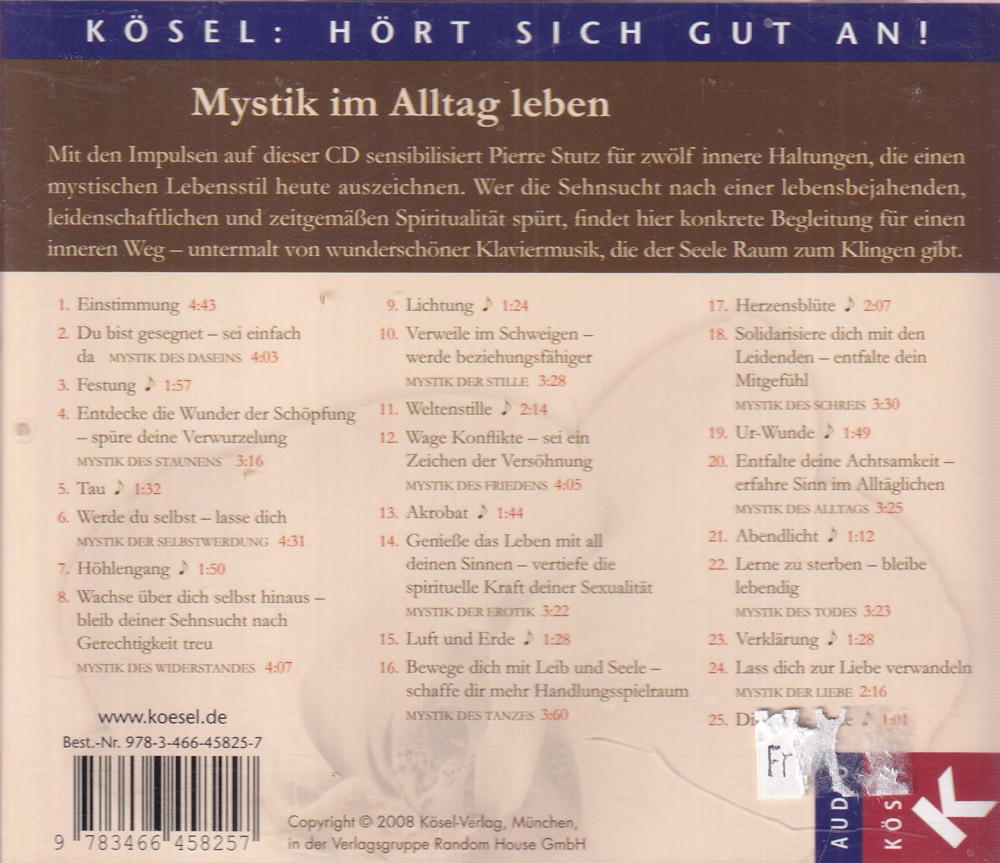 KÖSEL: HÖRT SICH GUT AN!
Mystik im Alltag leben
Mit den Impulsen auf dieser CD sensibilisiert Pierre Stutz für zwölf innere Haltungen, die einen
mystischen Lebensstil heute auszeichnen. Wer die Sehnsucht nach einer lebensbejahenden,
leidenschaftlichen und zeitgemäßen Spiritualität spürt, findet hier konkrete Begleitung für einen
inneren Weg – untermalt von wunderschöner Klaviermusik, die der Seele Raum zum Klingen gibt.
1. Einstimmung 4:43
2. Du bist gesegnet – sei einfach
da MYSTIK DES DASEINS 4:03
3. Festung ♪ 1:57
4. Entdecke die Wunder der Schöpfung
– spüre deine Verwurzelung
MYSTIK DES STAUNENS 3:16
5. Tau ♪ 1:32
6. Werde du selbst – lasse dich
MYSTIK DER SELBSTWERDUNG 4:31
7. Höhlengang ♪ 1:50
8. Wachse über dich selbst hinaus –
bleib deiner Sehnsucht nach
Gerechtigkeit treu
MYSTIK DES WIDERSTANDES 4:07
9. Lichtung ♪ 1:24
10. Verweile im Schweigen –
werde beziehungsfähiger
MYSTIK DER STILLE 3:28
11. Weltenstille ♪ 2:14
12. Wage Konflikte – sei ein
Zeichen der Versöhnung
MYSTIK DES FRIEDENS 4:05
13. Akrobat ♪ 1:44
14. Genieße das Leben mit all
deinen Sinnen – vertiefe die
spirituelle Kraft deiner Sexualität
MYSTIK DER EROTIK 3:22
15. Luft und Erde ♪ 1:28
16. Bewege dich mit Leib und Seele –
schaffe dir mehr Handlungsspielraum
MYSTIK DES TANZES 3:60
17. Herzensblüte ♪ 2:07
18. Solidarisiere dich mit den
Leidenden – entfalte dein
Mitgefühl
MYSTIK DES SCHREIS 3:30
19. Ur-Wunde ♪ 1:49
20. Entfalte deine Achtsamkeit –
erfahre Sinn im Alltäglichen
MYSTIK DES ALLTAGS 3:25
21. Abendlicht ♪ 1:12
22. Lerne zu sterben – bleibe
lebendig
MYSTIK DES TODES 3:23
23. Verklärung ♪ 1:28
24. Lass dich zur Liebe verwandeln
MYSTIK DER LIEBE 2:16
25. ♪ 1:01
www.koesel.de
Best.-Nr. 978-3-466-45825-7
9 783466 458257
Copyright © 2008 Kösel-Verlag, München,
in der Verlagsgruppe Random House GmbH
Fr
K